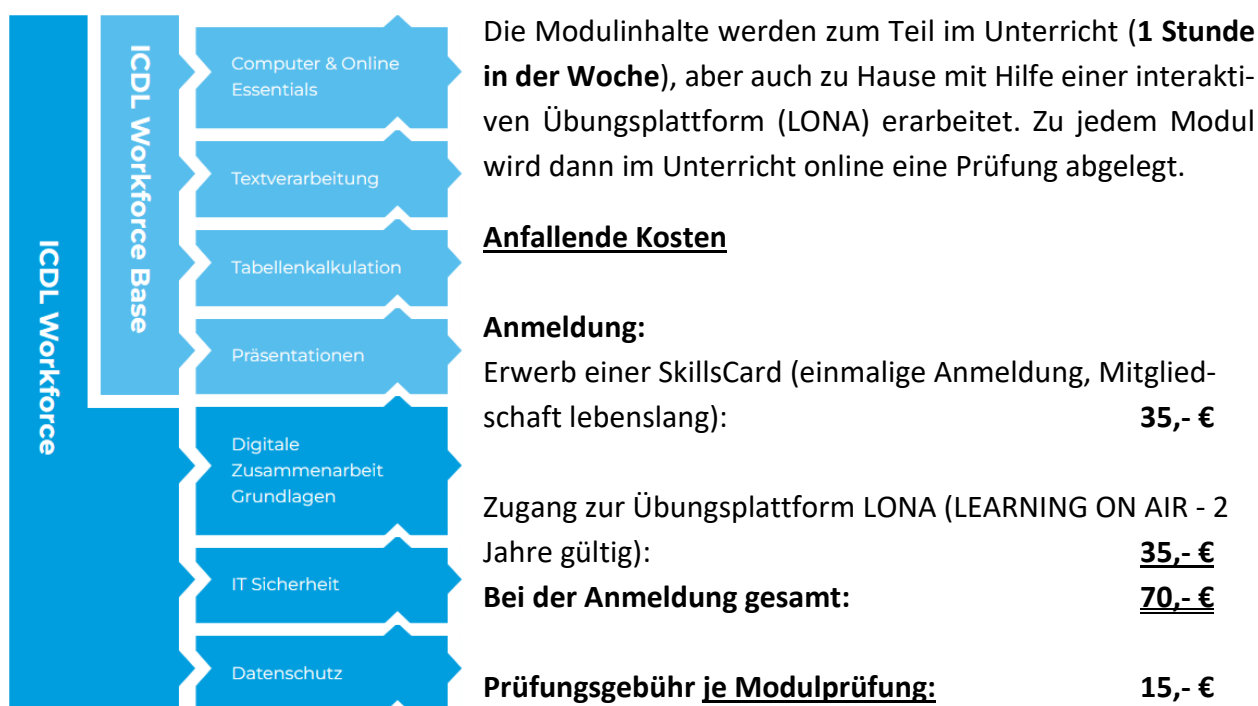 ICDL Workforce
ICDL Workforce Base
Computer & Online
Essentials
Textverarbeitung
Tabellenkalkulation
Präsentationen
Digitale
Zusammenarbeit
Grundlagen
IT Sicherheit
Datenschutz
Die Modulinhalte werden zum Teil im Unterricht (1 Stunde
in der Woche), aber auch zu Hause mit Hilfe einer interakti-
ven Übungsplattform (LONA) erarbeitet. Zu jedem Modul
wird dann im Unterricht online eine Prüfung abgelegt.
Anfallende Kosten
Anmeldung:
Erwerb einer SkillsCard (einmalige Anmeldung, Mitglied-
schaft lebenslang): 35,- €
Zugang zur Übungsplattform LONA (LEARNING ON AIR - 2
Jahre gültig): 35,- €
Bei der Anmeldung gesamt: 70,- €
Prüfungsgebühr je Modulprüfung: 15,- €